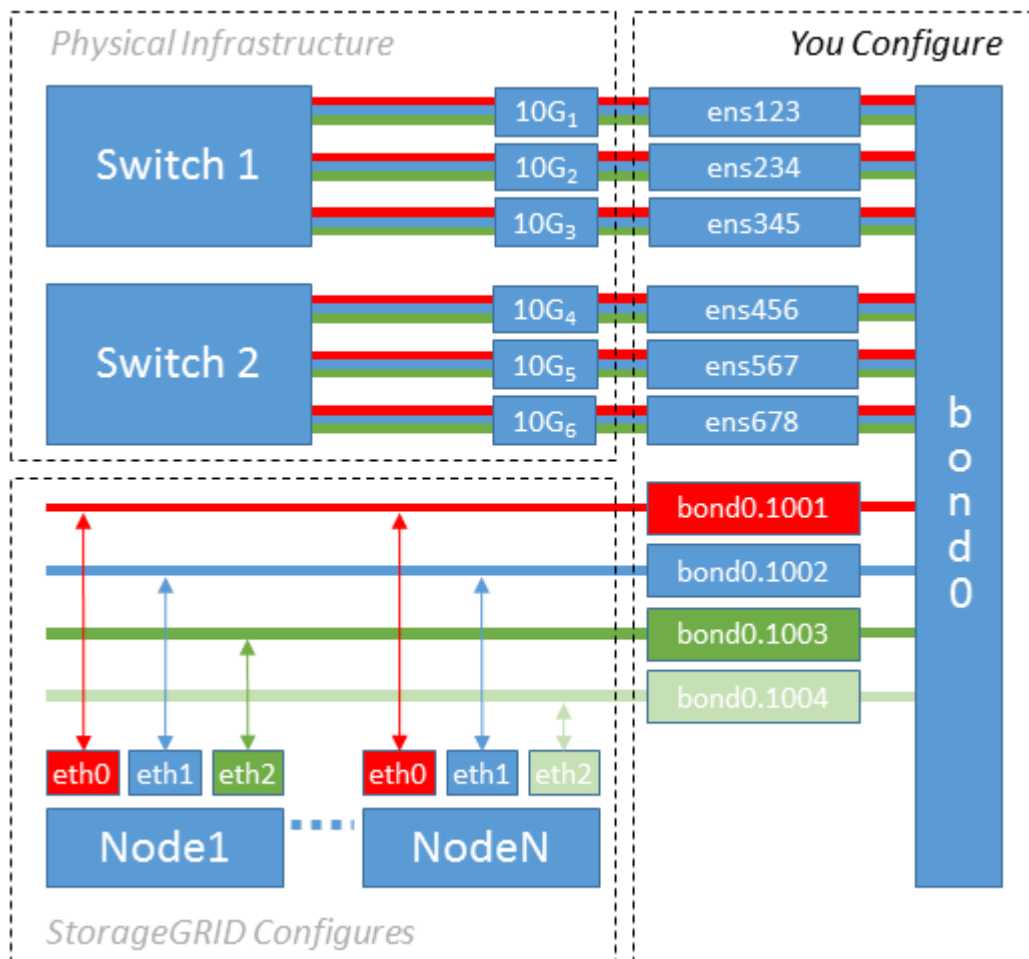 Physical Infrastructure
You Configure
Switch 1
10G1
ens123
10G2
ens234
10G3
ens345
Switch 2
10G4
ens456
10G5
ens567
10G6
ens678
b
o
n
d
0
bond0.1001
bond0.1002
bond0.1003
bond0.1004
eth0 eth1 eth2
eth0 eth1 eth2
Node1
NodeN
StorageGRID Configures